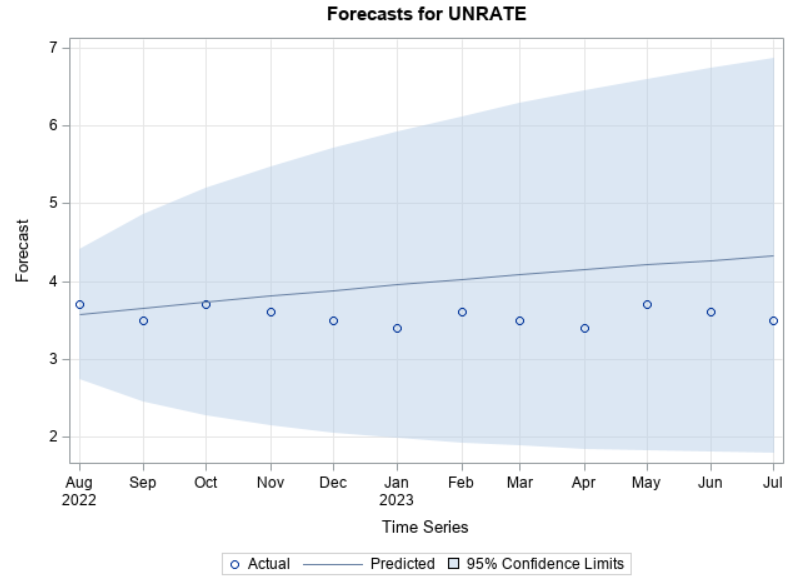 Forecasts for UNRATE
7
6
5
4
3
2
Forecast
Aug Sep Oct Nov Dec Jan Feb Mar Apr May Jun Jul
2022 2023
Time Series
Actual Predicted 95% Confidence Limits